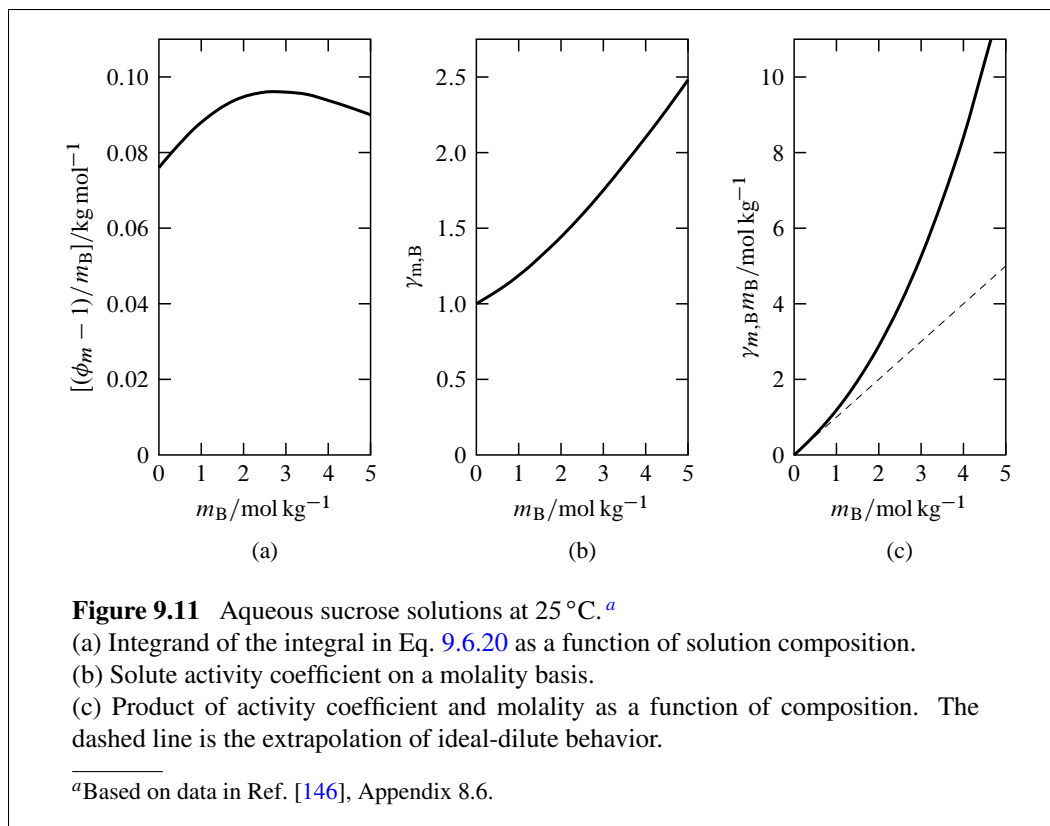 [(ϕm − 1)/mB]/kg mol−1
0.10
0.08
0.06
0.04
0.02
0
0 1 2 3 4 5
mB/mol kg−1
(a)
γm,B
2.5
2.0
1.5
1.0
0.5
0
0 1 2 3 4 5
mB/mol kg−1
(b)
γm,BmB/mol kg−1
10
8
6
4
2
0
0 1 2 3 4 5
mB/mol kg−1
(c)
Figure 9.11 Aqueous sucrose solutions at 25 °C. a
(a) Integrand of the integral in Eq. 9.6.20 as a function of solution composition.
(b) Solute activity coefficient on a molality basis.
(c) Product of activity coefficient and molality as a function of composition. The
dashed line is the extrapolation of ideal-dilute behavior.
aBased on data in Ref. [146], Appendix 8.6.